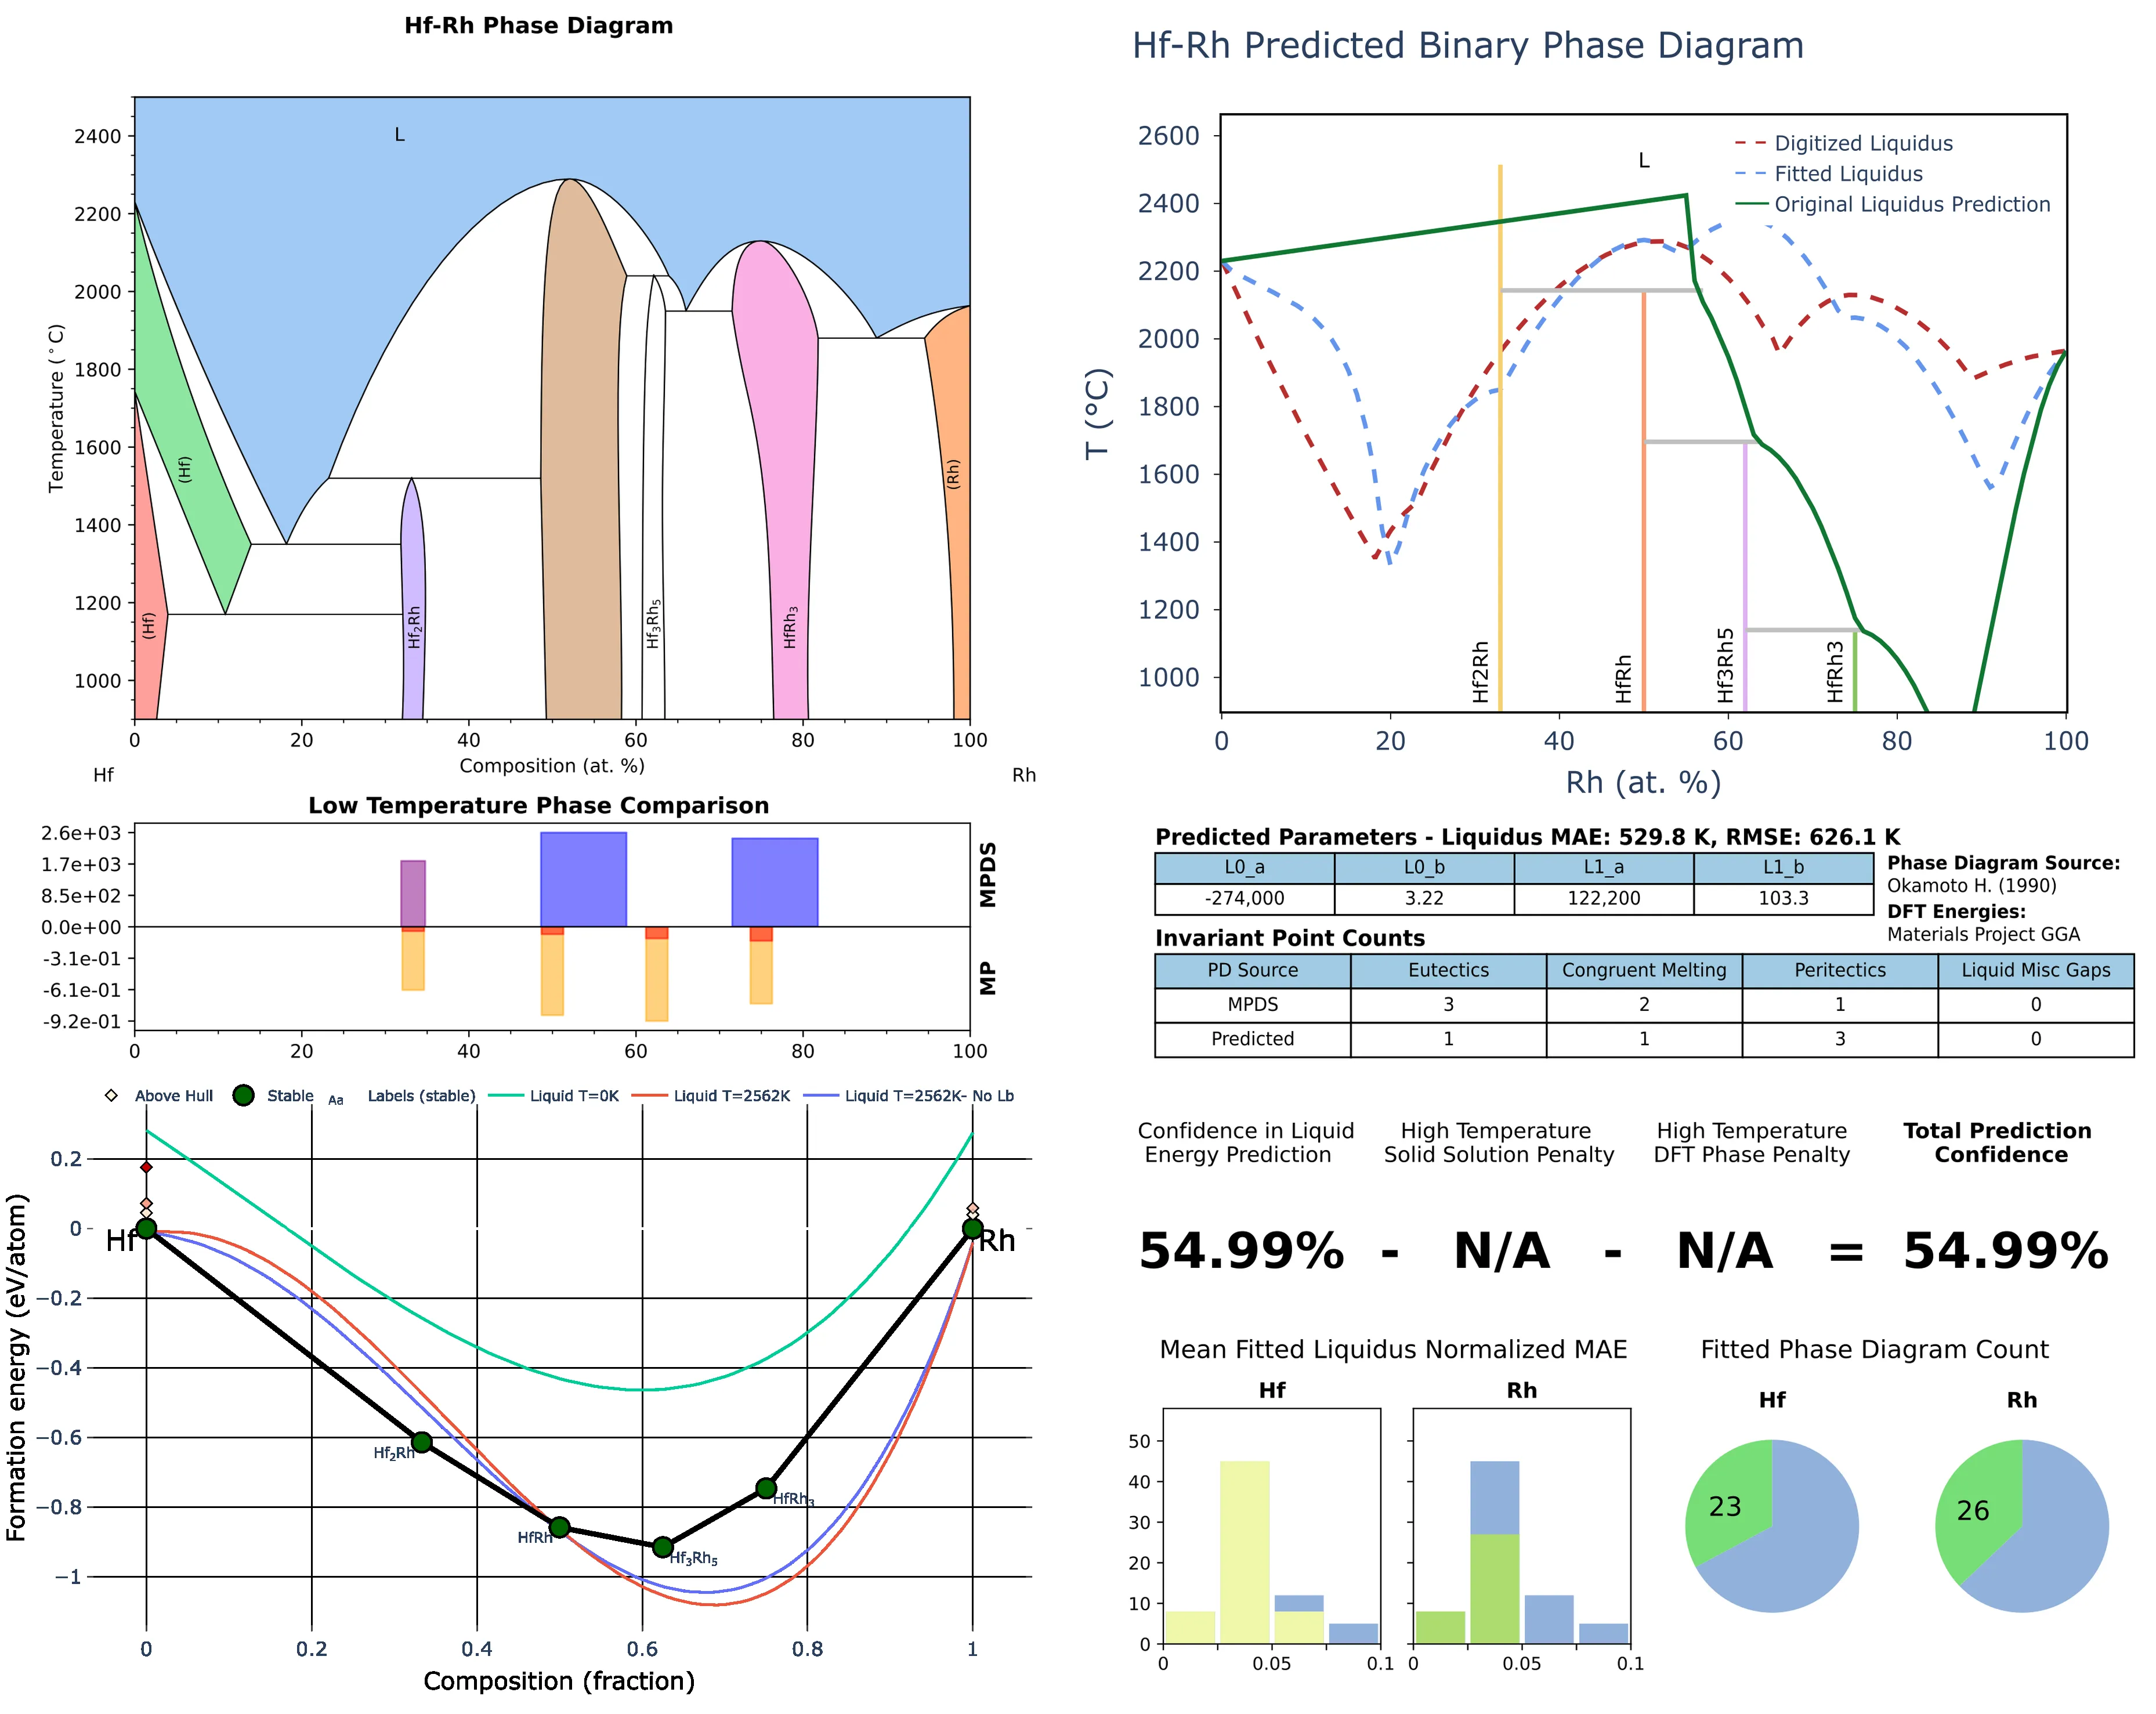 Hf-Rh Phase Diagram
L
Temperature (°C)
2400
2200
2000
1800
1600
1400
1200
1000
(Hf)
(Hf)
Hf2Rh
Hf3Rh5
HfRh3
(Rh)
0 20 40 60 80 100
Composition (at. %)
Hf Rh
Low Temperature Phase Comparison
2.6e+03
1.7e+03
8.5e+02
0.0e+00
-3.1e-01
-6.1e-01
-9.2e-01
MPDS
MP
0 20 40 60 80 100
Above Hull Stable Aa Labels (stable) Liquid T=0K Liquid T=2562K Liquid T=2562K- No Lb
Formation energy (eV/atom)
0.2
0
−0.2
−0.4
−0.6
−0.8
−1
Hf
Rh
Hf2Rh
HfRh
Hf3Rh5
HfRh3
0 0.2 0.4 0.6 0.8 1
Composition (fraction)
Hf-Rh Predicted Binary Phase Diagram
T (°C)
2600
2400
2200
2000
1800
1600
1400
1200
1000
L
Digitized Liquidus
Fitted Liquidus
Original Liquidus Prediction
Hf2Rh
HfRh
Hf3Rh5
HfRh3
0 20 40 60 80 100
Rh (at. %)
Predicted Parameters - Liquidus MAE: 529.8 K, RMSE: 626.1 K
L0_a L0_b L1_a L1_b
-274,000 3.22 122,200 103.3
Phase Diagram Source:
Okamoto H. (1990)
DFT Energies:
Materials Project GGA
Invariant Point Counts
PD Source Eutectics Congruent Melting Peritectics Liquid Misc Gaps
MPDS 3 2 1 0
Predicted 1 1 3 0
Confidence in Liquid
Energy Prediction
High Temperature
Solid Solution Penalty
High Temperature
DFT Phase Penalty
Total Prediction
Confidence
54.99% - N/A - N/A = 54.99%
Mean Fitted Liquidus Normalized MAE
Hf Rh
50
40
30
20
10
0
0 0.05 0.1
0 0.05 0.1
Fitted Phase Diagram Count
Hf Rh
23 26